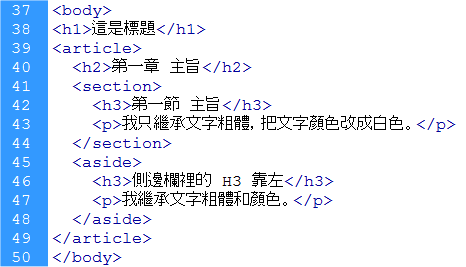 37 <body>
38 <h1>這是標題</h1>
39 <article>
40 <h2>第一章 主旨</h2>
41 <section>
42 <h3>第一節 主旨</h3>
43 <p>我只繼承文字粗體，把文字顏色改成白色。</p>
44 </section>
45 <aside>
46 <h3>側邊欄裡的 H3 靠左</h3>
47 <p>我繼承文字粗體和顏色。</p>
48 </aside>
49 </article>
50 </body>